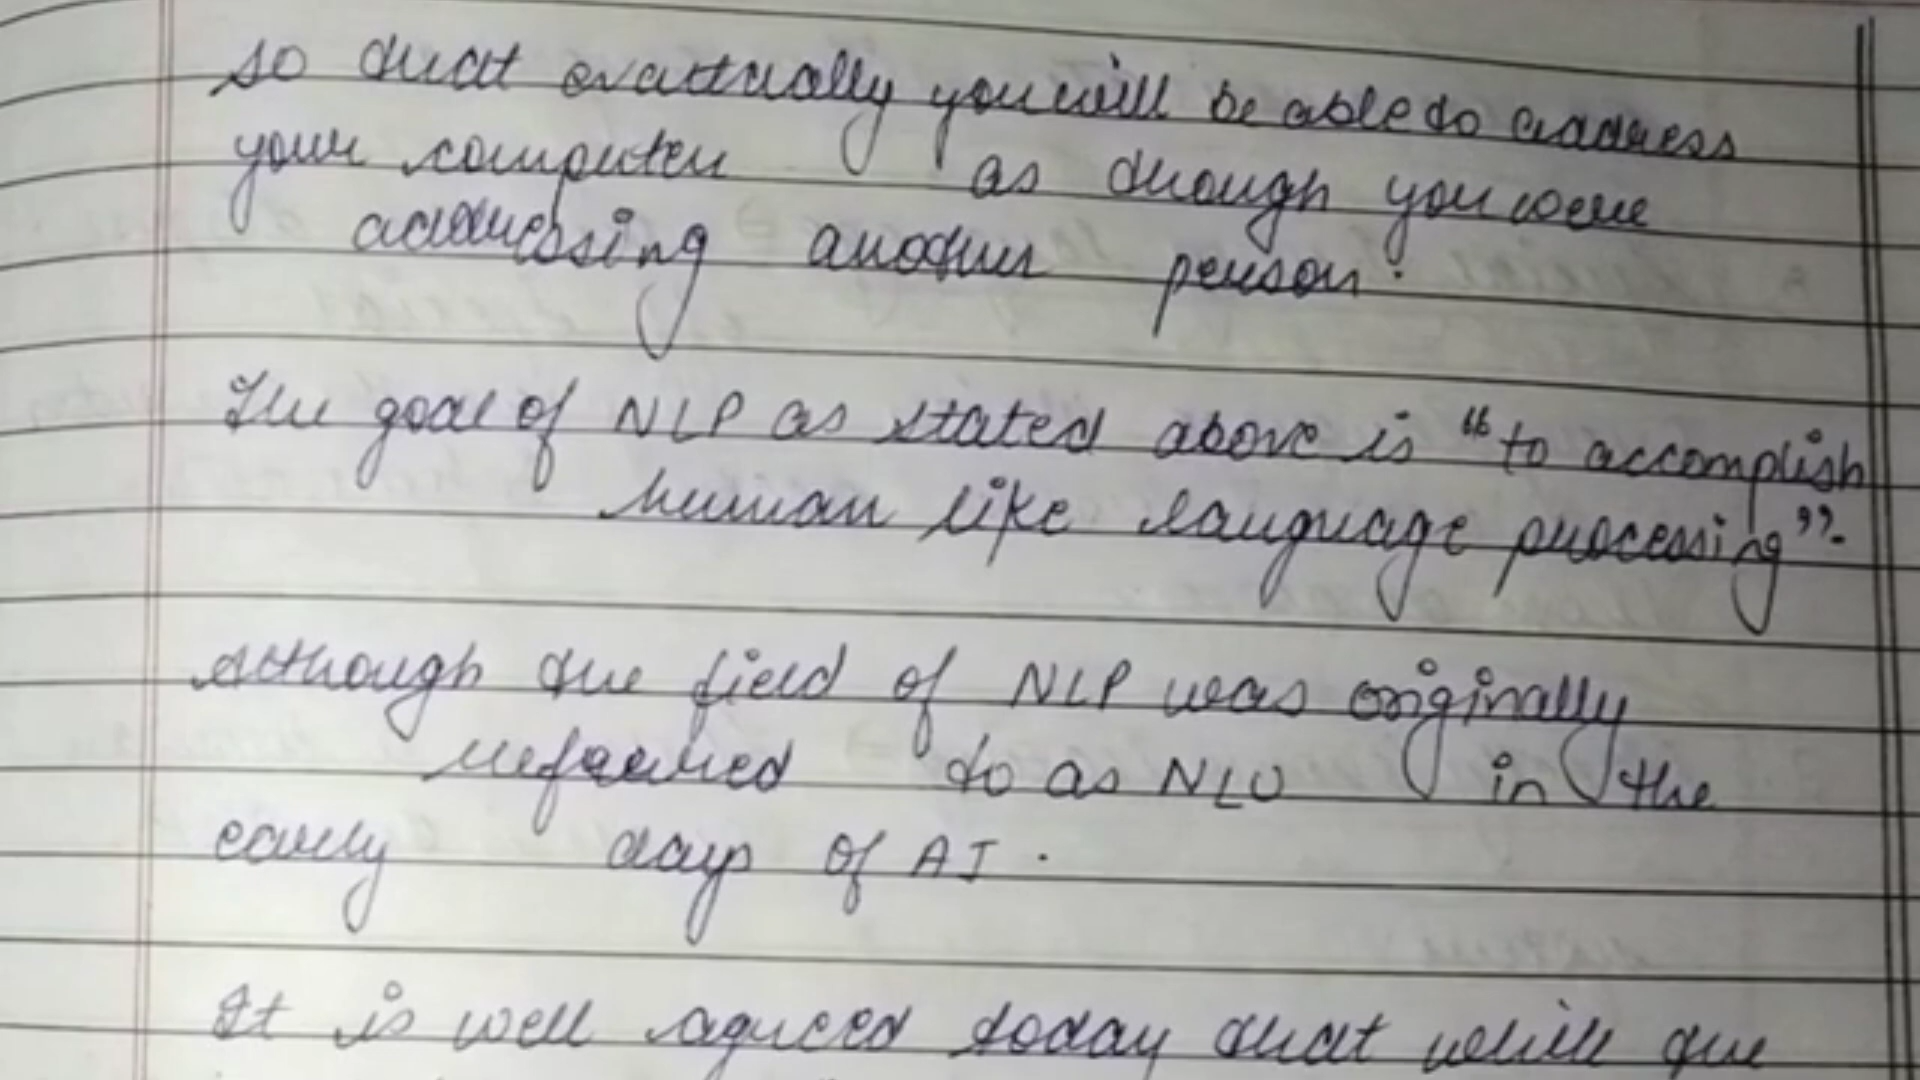 so that evattually you will be able to address
your computer as though you were
addressing another person.
The goal of NLP as stated above is "to accomplish
human like language processing".
Although the field of NLP was originally
referred to as NLU in the
early days of AI.
It is well agreed today that while the